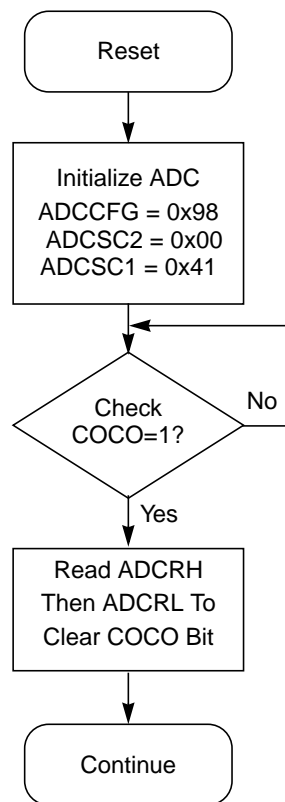 Reset
Initialize ADC
ADCCFG = 0x98
ADCSC2 = 0x00
ADCSC1 = 0x41
Check
COCO=1?
No
Yes
Read ADCRH
Then ADCRL To
Clear COCO Bit
Continue